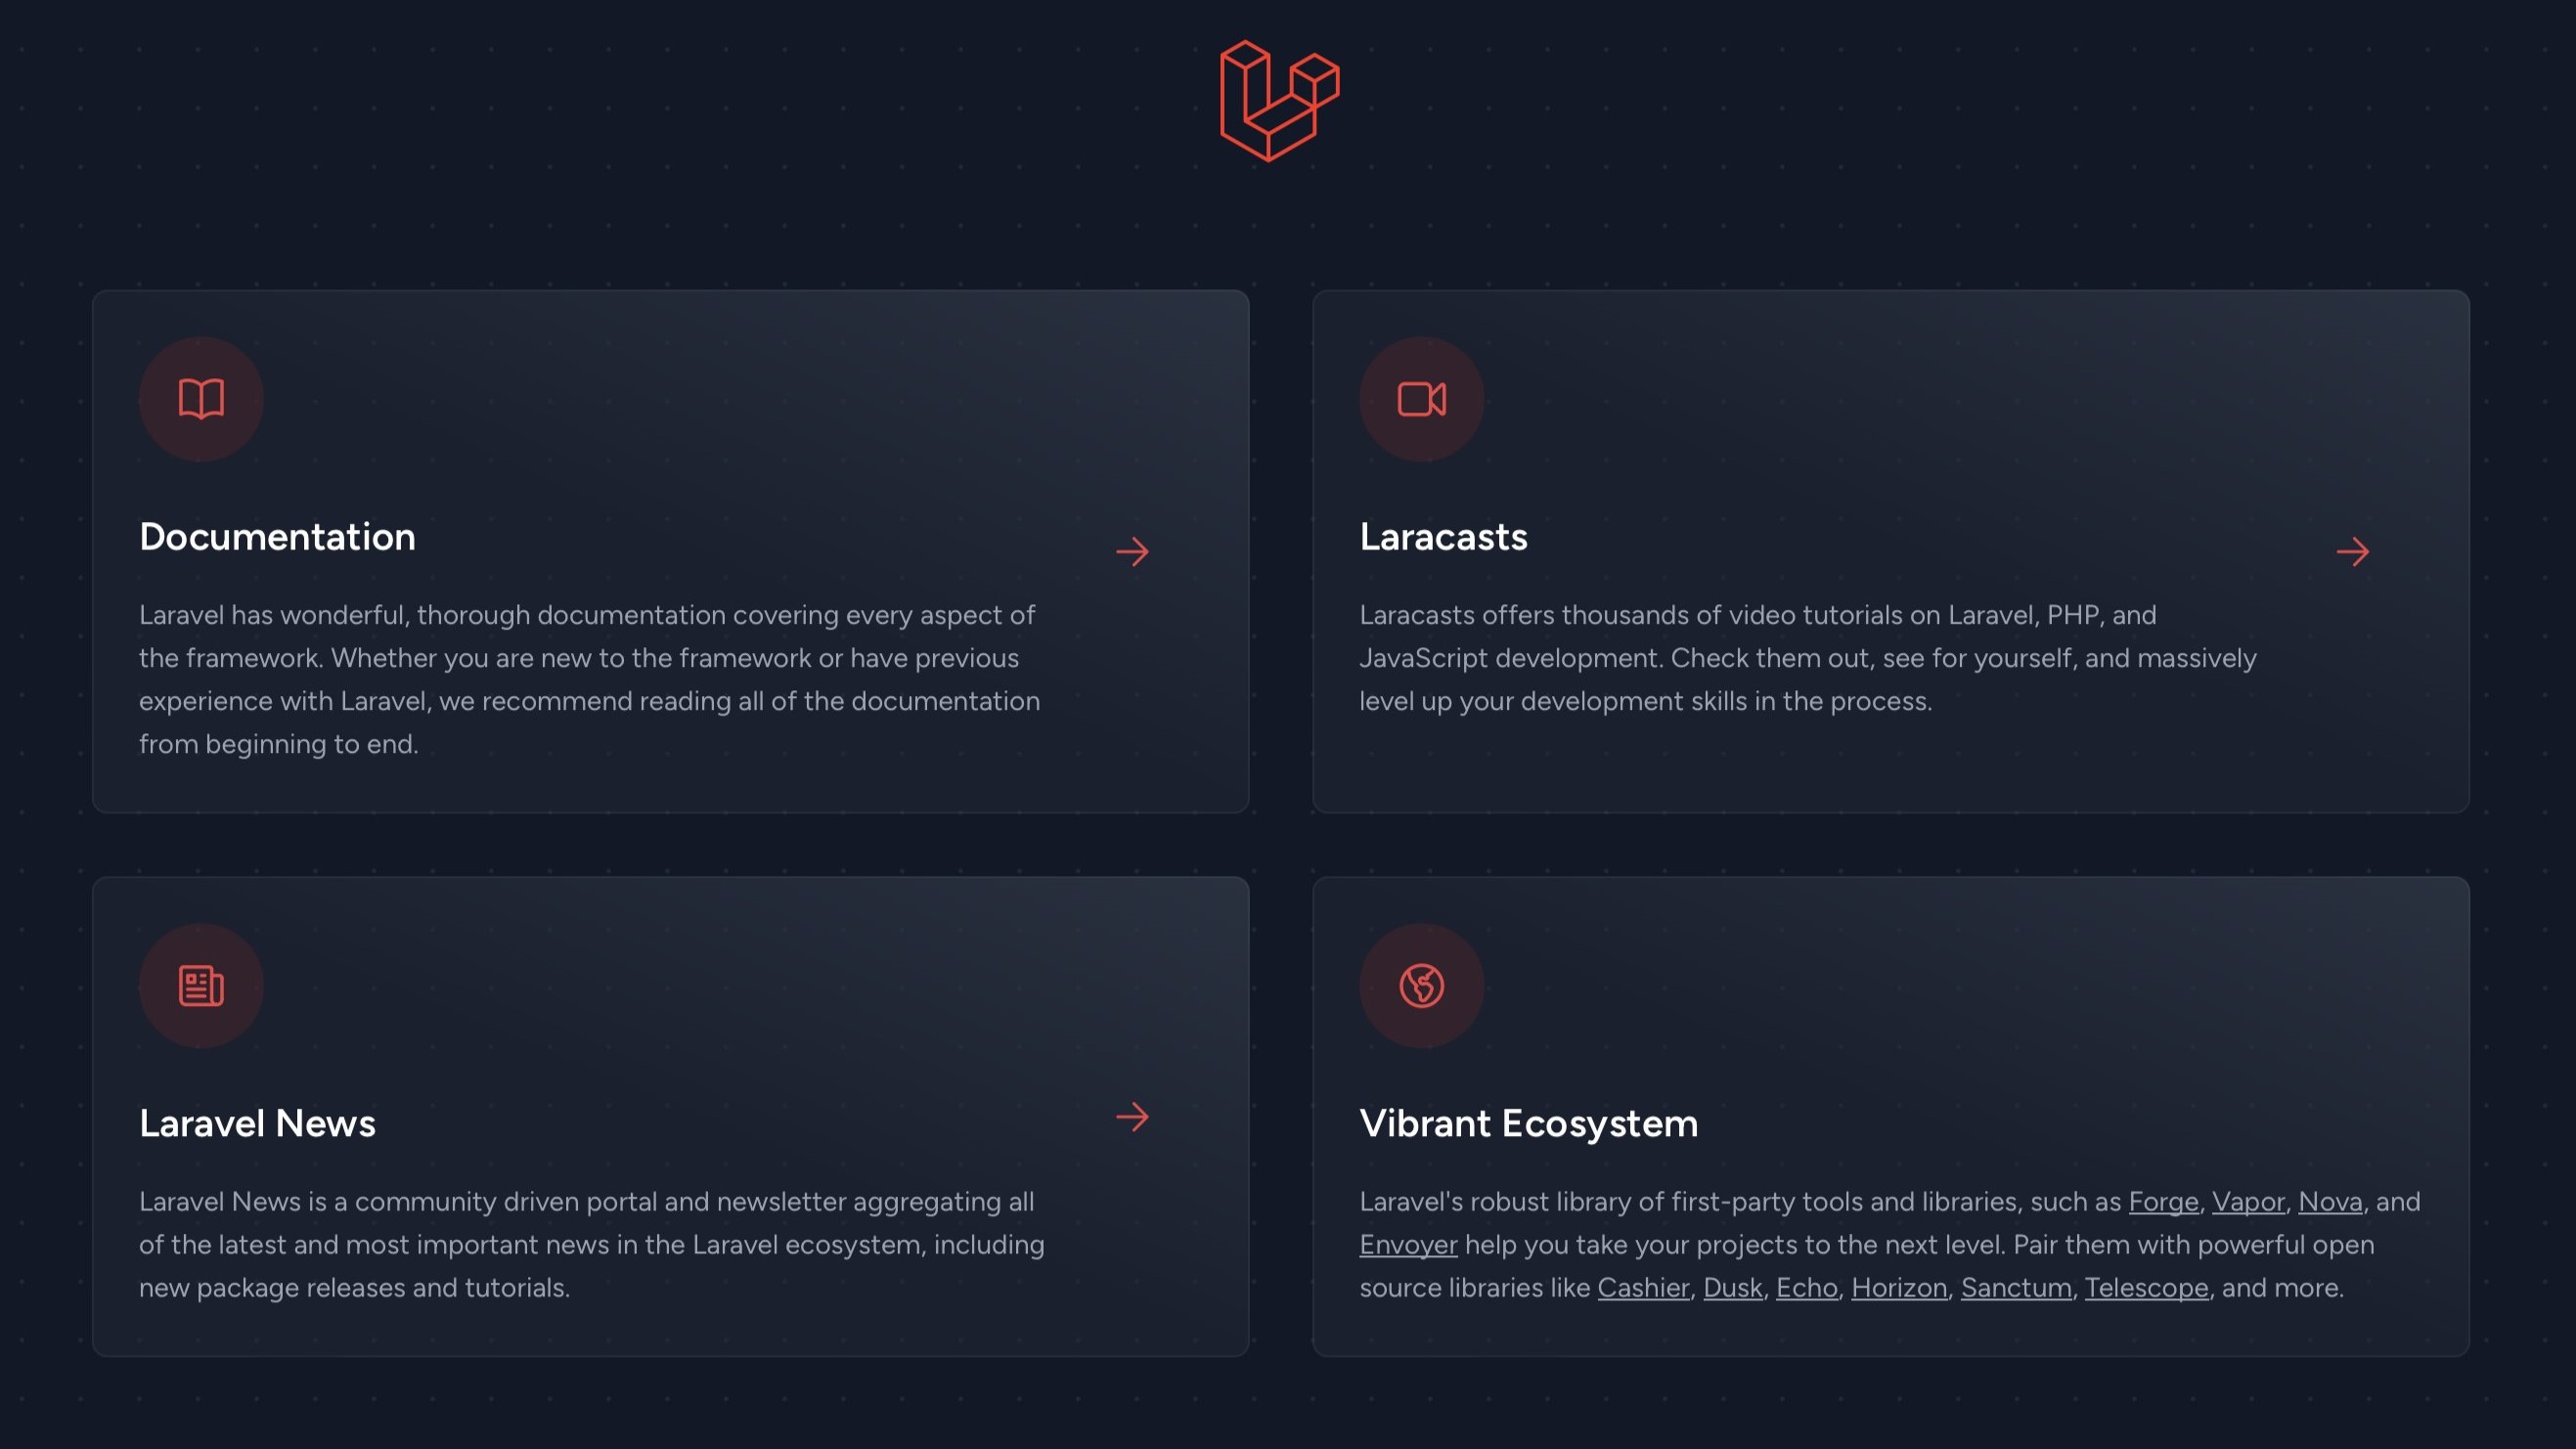 Documentation
Laravel has wonderful, thorough documentation covering every aspect of
the framework. Whether you are new to the framework or have previous
experience with Laravel, we recommend reading all of the documentation
from beginning to end.
Laracasts
Laracasts offers thousands of video tutorials on Laravel, PHP, and
JavaScript development. Check them out, see for yourself, and massively
level up your development skills in the process.
Laravel News
Laravel News is a community driven portal and newsletter aggregating all
of the latest and most important news in the Laravel ecosystem, including
new package releases and tutorials.
Vibrant Ecosystem
Laravel's robust library of first-party tools and libraries, such as Forge, Vapor, Nova, and
Envoyer help you take your projects to the next level. Pair them with powerful open
source libraries like Cashier, Dusk, Echo, Horizon, Sanctum, Telescope, and more.